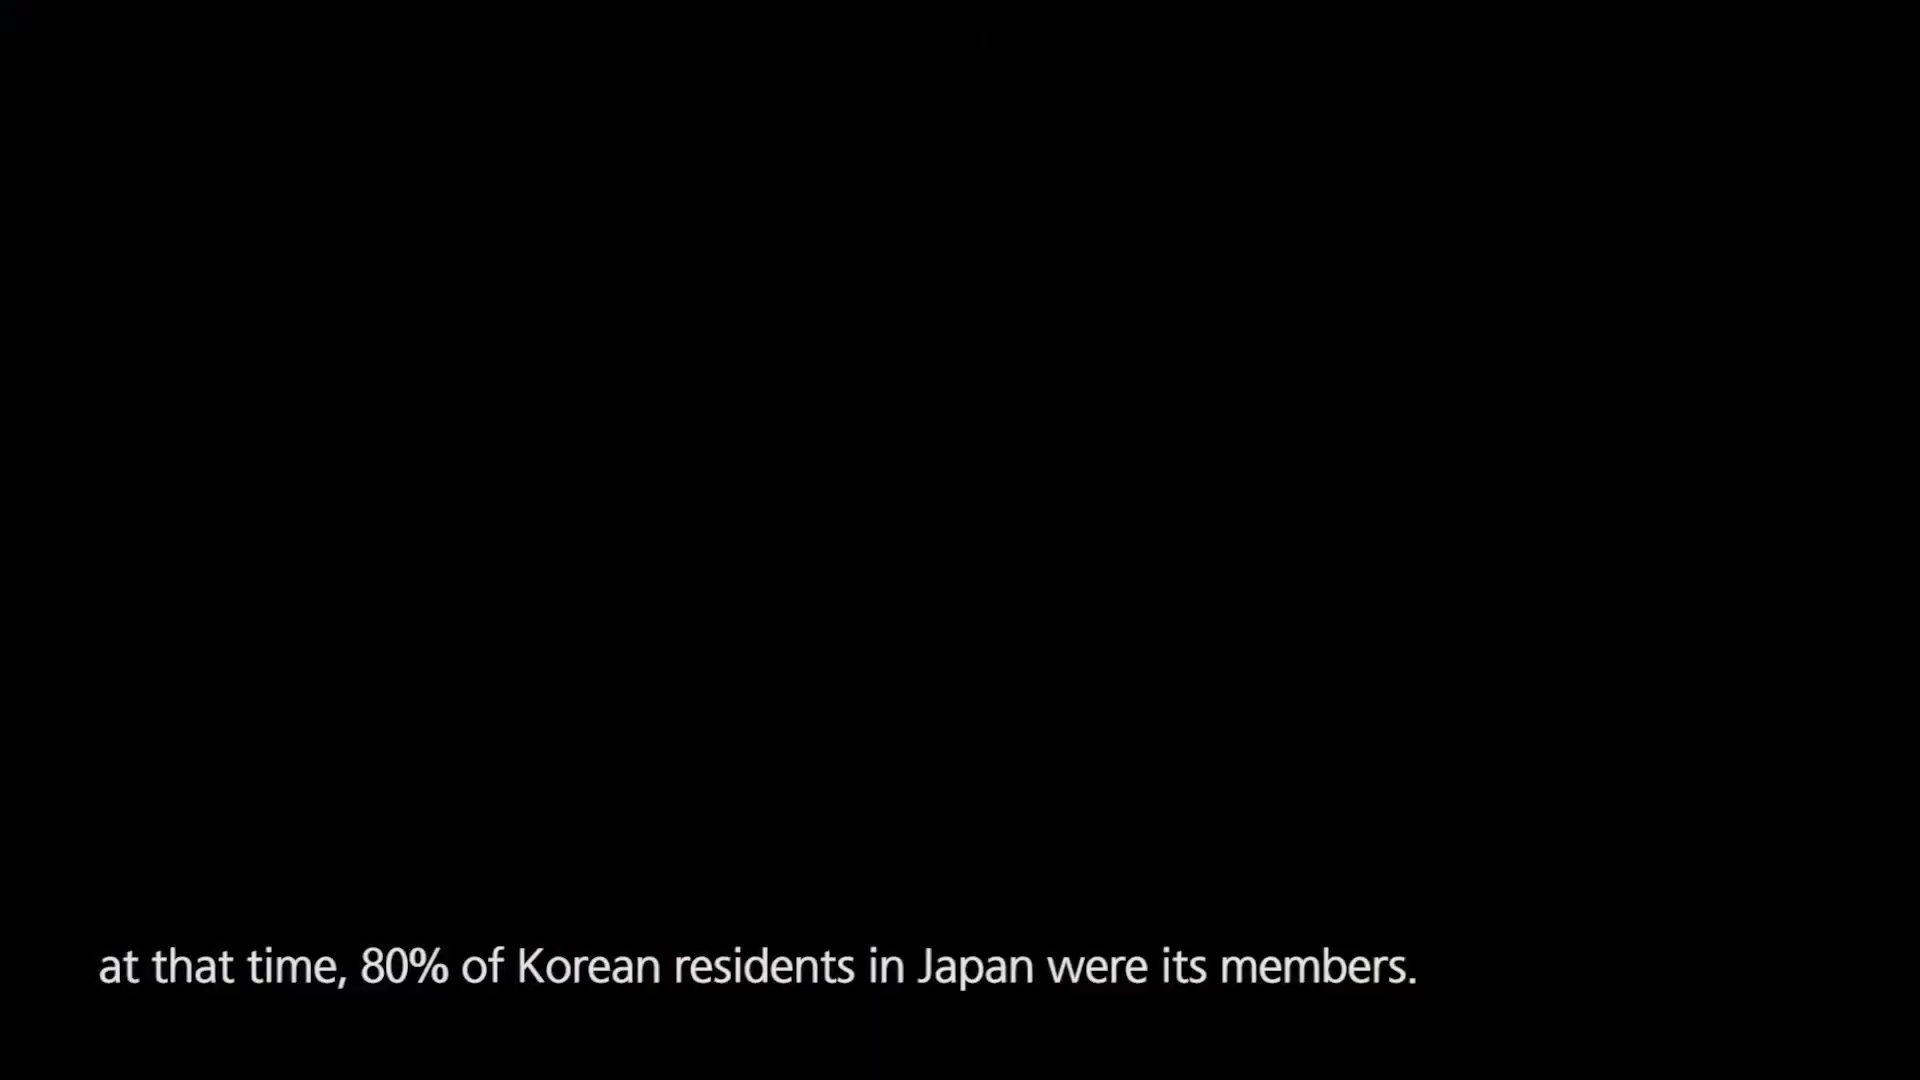 at that time, 80% of Korean residents in Japan were its members.